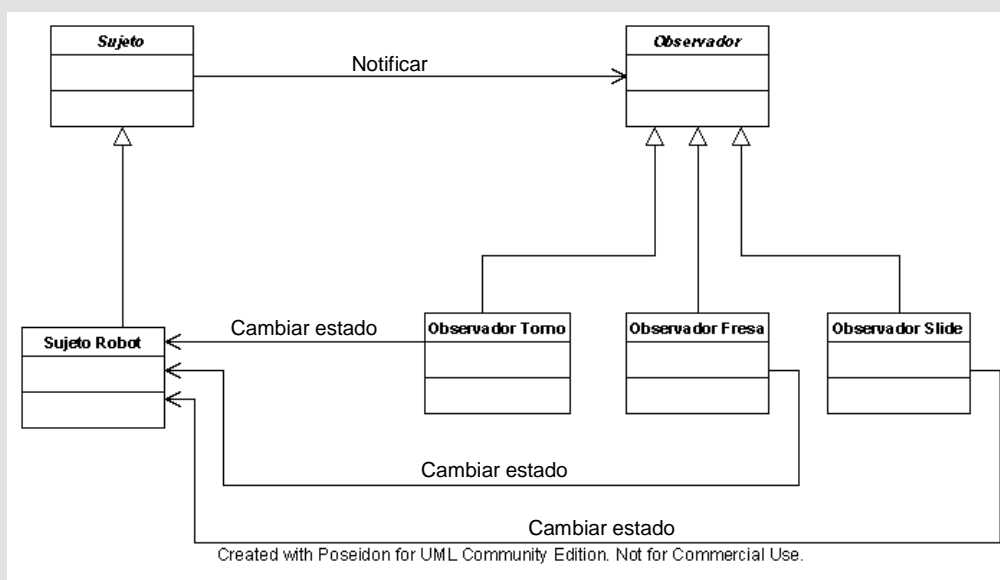 Sujeto
Observador
Notificar
Sujeto Robot
Cambiar estado
Observador Torno
Observador Fresa
Observador Slide
Cambiar estado
Cambiar estado
Created with Poseidon for UML Community Edition. Not for Commercial Use.